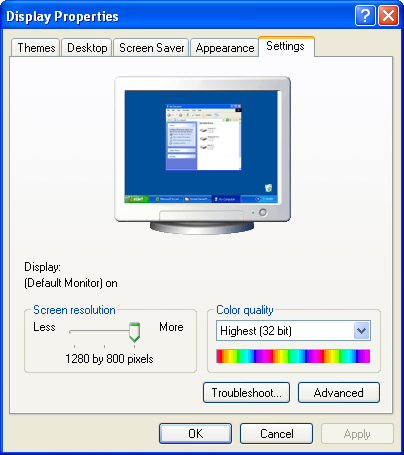 Display Properties
Themes Desktop Screen Saver Appearance Settings
start
Display:
(Default Monitor) on
Screen resolution
Less More
1280 by 800 pixels
Color quality
Highest (32 bit)
Troubleshoot... Advanced
OK Cancel Apply